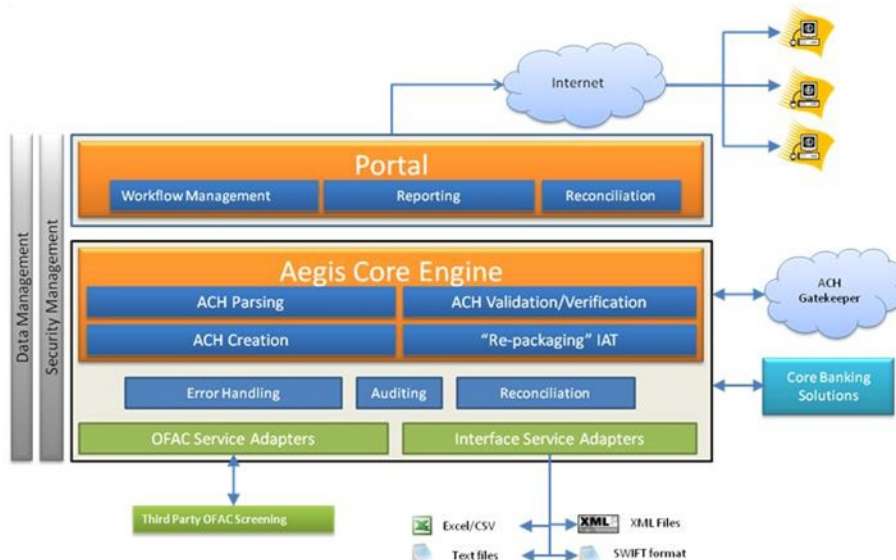 Internet
Portal
Workflow Management
Reporting
Reconciliation
Data Management
Security Management
Aegis Core Engine
ACH Parsing
ACH Validation/Verification
ACH Creation
"Re-packaging" IAT
ACH
Gatekeeper
Error Handling
Auditing
Reconciliation
Core Banking
Solutions
OFAC Service Adapters
Interface Service Adapters
Third Party OFAC Screening
Excel/CSV
XML
XML Files
Text files
SWIFT format